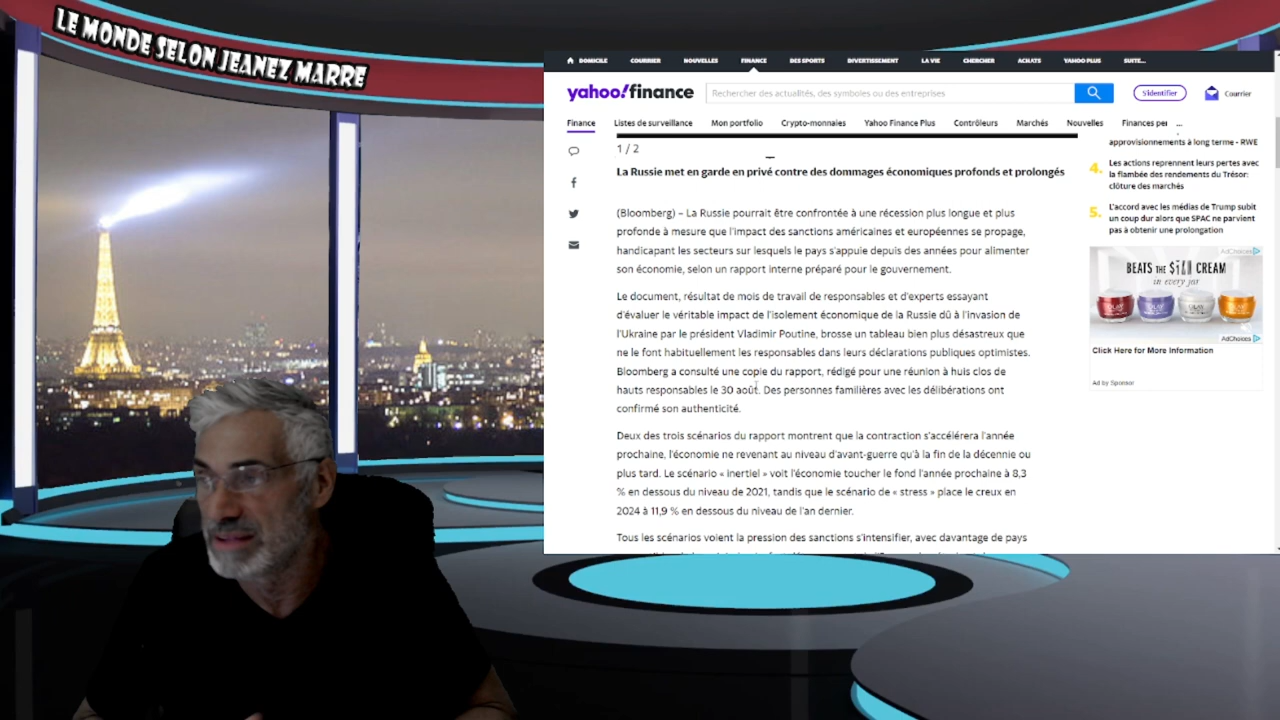 LE MONDE SELON JEANEZ MARRE
DOMICILE COURRIER NOUVELLES FINANCE DES SPORTS DIVERTISSEMENT LA VIE CHERCHER ACHATS YAHOO PLUS SUITE...
yahoo!finance
Rechercher des actualités, des symboles ou des entreprises
S'identifier
Courrier
Finance Listes de surveillance Mon portfolio Crypto-monnaies Yahoo Finance Plus Contrôleurs Marchés Nouvelles Finances per ...
1 / 2
La Russie met en garde en privé contre des dommages économiques profonds et prolongés
(Bloomberg) – La Russie pourrait être confrontée à une récession plus longue et plus
profonde à mesure que l'impact des sanctions américaines et européennes se propage,
handicapant les secteurs sur lesquels le pays s'appuie depuis des années pour alimenter
son économie, selon un rapport interne préparé pour le gouvernement.
Le document, résultat de mois de travail de responsables et d'experts essayant
d'évaluer le véritable impact de l'isolement économique de la Russie dû à l'invasion de
l'Ukraine par le président Vladimir Poutine, brosse un tableau bien plus désastreux que
ne le font habituellement les responsables dans leurs déclarations publiques optimistes.
Bloomberg a consulté une copie du rapport, rédigé pour une réunion à huis clos de
hauts responsables le 30 août. Des personnes familières avec les délibérations ont
confirmé son authenticité.
Deux des trois scénarios du rapport montrent que la contraction s'accélérera l'année
prochaine, l'économie ne revenant au niveau d'avant-guerre qu'à la fin de la décennie ou
plus tard. Le scénario « inertiel » voit l'économie toucher le fond l'année prochaine à 8,3
% en dessous du niveau de 2021, tandis que le scénario de « stress » place le creux en
2024 à 11,9 % en dessous du niveau de l'an dernier.
Tous les scénarios voient la pression des sanctions s'intensifier, avec davantage de pays
approvisionnements à long terme - RWE
4. Les actions reprennent leurs pertes avec
la flambée des rendements du Trésor:
clôture des marchés
5. L'accord avec les médias de Trump subit
un coup dur alors que SPAC ne parvient
pas à obtenir une prolongation
AdChoices
BEATS THE $111 CREAM
in every jar
OLAY OLAY OLAY OLAY
AdChoices
Click Here for More Information
Ad by Sponsor